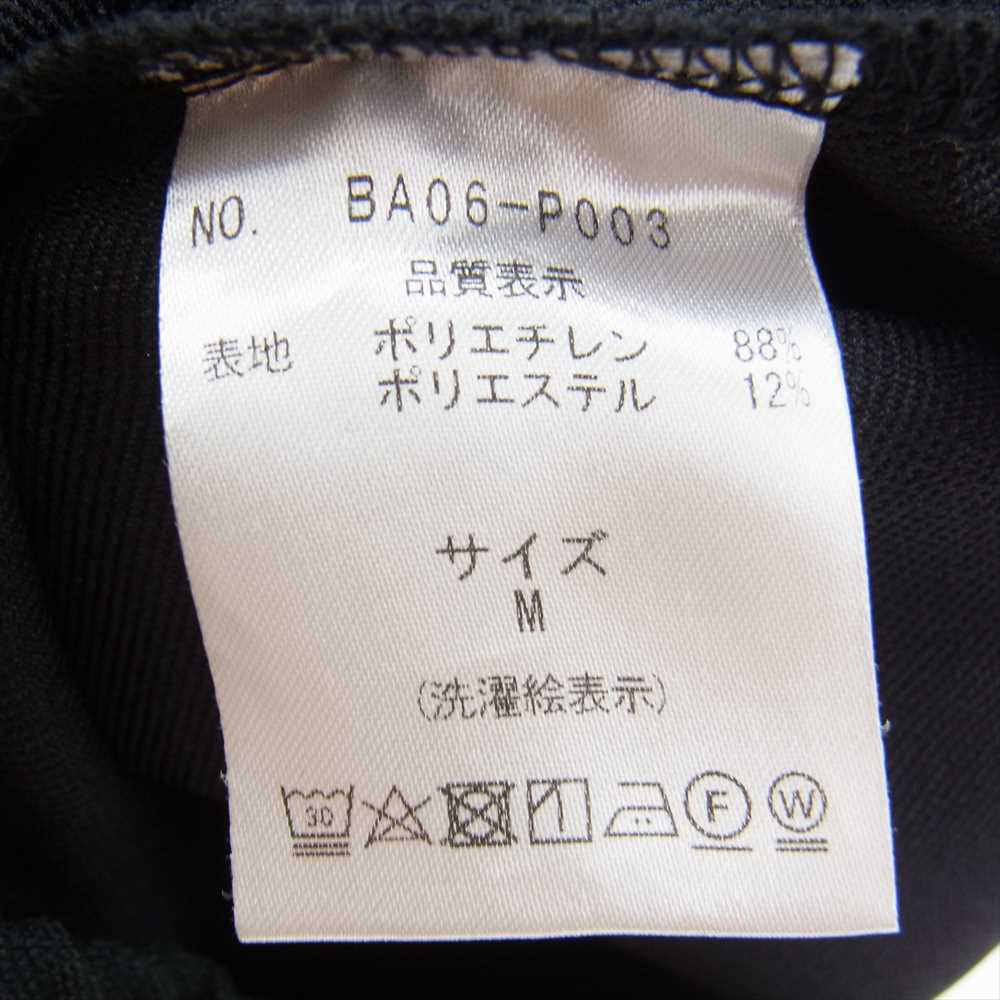 NO. BA06-P003
品質表示
表地 ポリエチレン 88%
ポリエステル 12%
サイズ
M
(洗濯絵表示)
30 F W